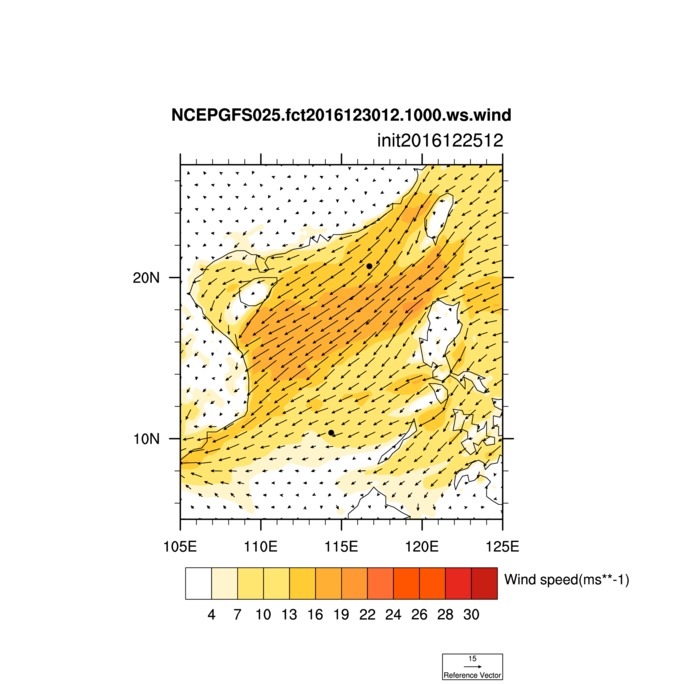 NCEPGFS025.fct2016123012.1000.ws.wind
init2016122512
20N
10N
105E 110E 115E 120E 125E
Wind speed(ms**-1)
4 7 10 13 16 19 22 24 26 28 30
15
Reference Vector